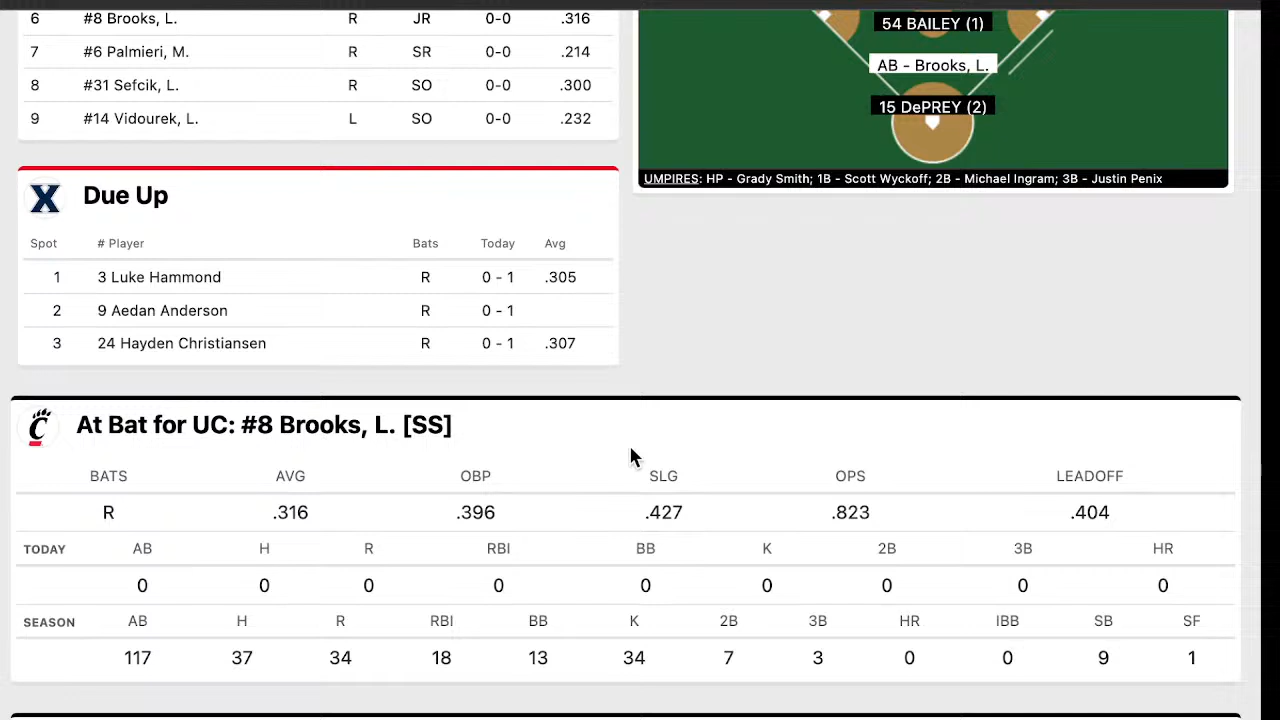 6 #8 Brooks, L. R JR 0-0 .316
7 #6 Palmieri, M. R SR 0-0 .214
8 #31 Sefcik, L. R SO 0-0 .300
9 #14 Vidourek, L. L SO 0-0 .232
54 BAILEY (1)
AB - Brooks, L.
15 DePREY (2)
UMPIRES: HP - Grady Smith; 1B - Scott Wyckoff; 2B - Michael Ingram; 3B - Justin Penix
X Due Up
Spot # Player Bats Today Avg
1 3 Luke Hammond R 0 - 1 .305
2 9 Aedan Anderson R 0 - 1
3 24 Hayden Christiansen R 0 - 1 .307
C At Bat for UC: #8 Brooks, L. [SS]
BATS AVG OBP SLG OPS LEADOFF
R .316 .396 .427 .823 .404
TODAY AB H R RBI BB K 2B 3B HR
0 0 0 0 0 0 0 0 0
SEASON AB H R RBI BB K 2B 3B HR IBB SB SF
117 37 34 18 13 34 7 3 0 0 9 1